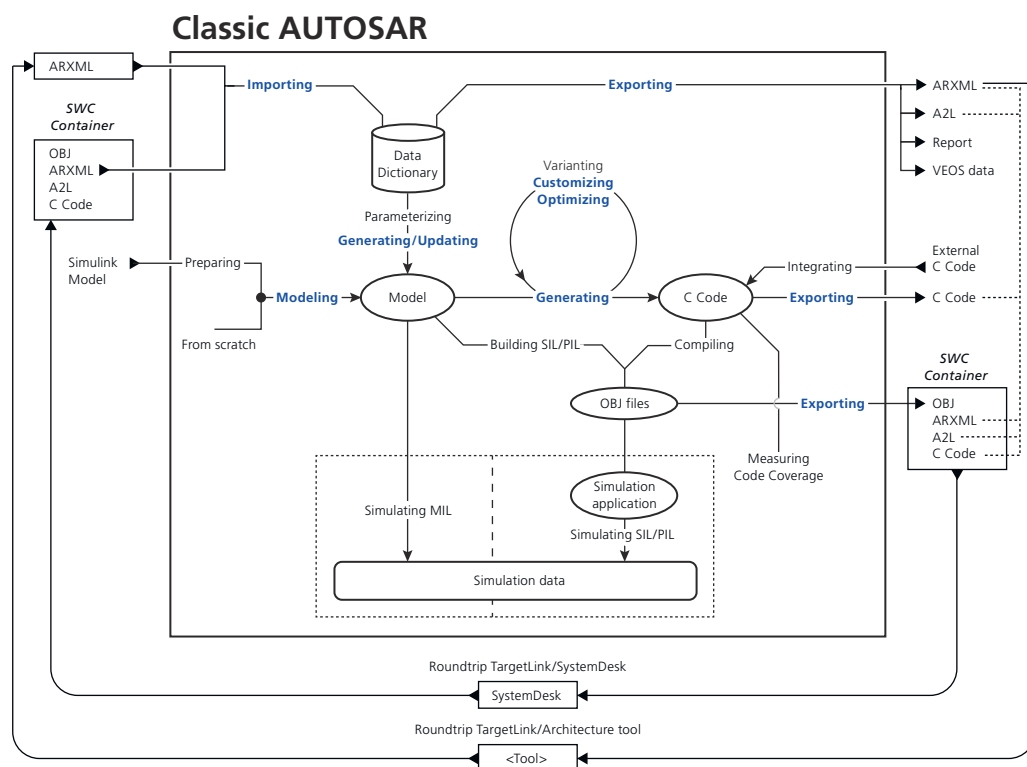 Classic AUTOSAR
ARXML
Importing
Exporting
ARXML
A2L
Report
VEOS data
SWC
Container
OBJ
ARXML
A2L
C Code
Data
Dictionary
Varianting
Customizing
Optimizing
Parameterizing
Generating/Updating
Simulink
Model
Preparing
Modeling
From scratch
Model
Generating
C Code
Integrating
External
C Code
Exporting
C Code
Building SIL/PIL
Compiling
OBJ files
Exporting
SWC
Container
OBJ
ARXML
A2L
C Code
Measuring
Code Coverage
Simulating MIL
Simulation
application
Simulating SIL/PIL
Simulation data
Roundtrip TargetLink/SystemDesk
SystemDesk
Roundtrip TargetLink/Architecture tool
<Tool>